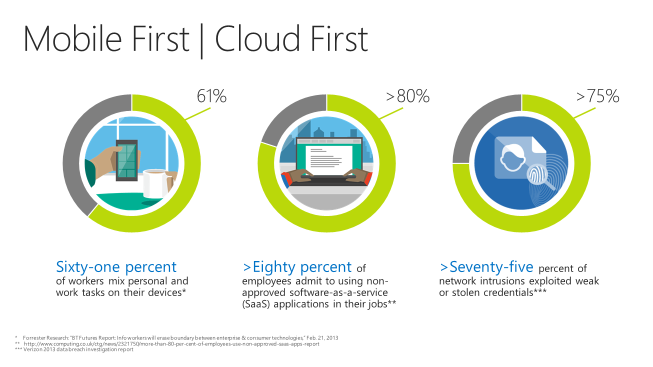 Mobile First | Cloud First
61%
>80%
>75%
Sixty-one percent
of workers mix personal and
work tasks on their devices*
>Eighty percent of
employees admit to using non-
approved software-as-a-service
(SaaS) applications in their jobs**
>Seventy-five percent of
network intrusions exploited weak
or stolen credentials***
* Forrester Research: "BT Futures Report: Info workers will erase boundary between enterprise & consumer technologies," Feb. 21, 2013
** http://www.computing.co.uk/ctg/news/2321750/more-than-80-per-cent-of-employees-use-non-approved-saas-apps-report
*** Verizon 2013 data breach investigation report